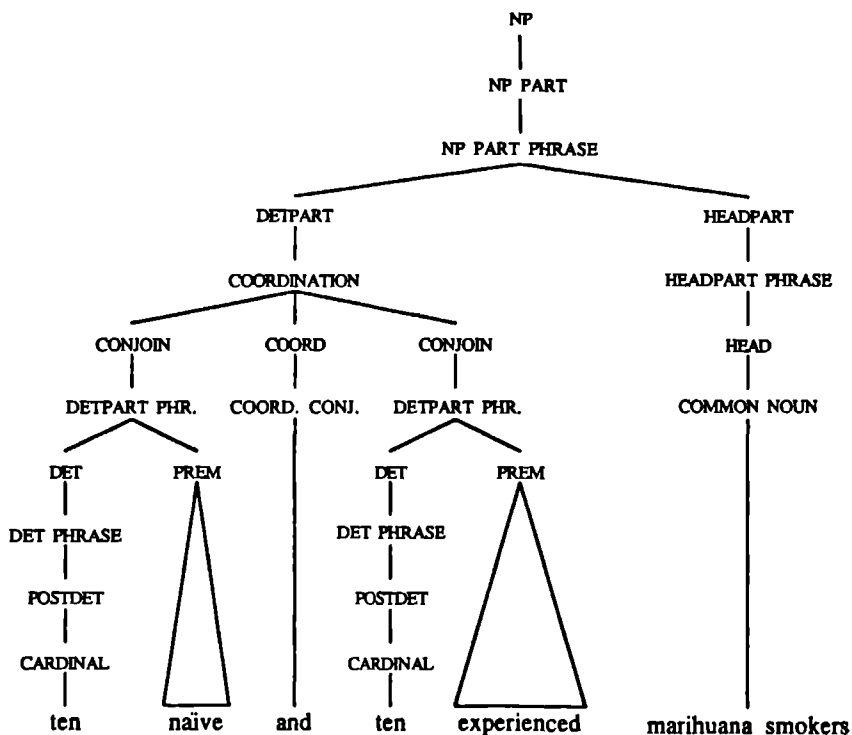 NP
NP PART
NP PART PHRASE
DETPART HEADPART
COORDINATION HEADPART PHRASE
CONJOIN COORD CONJOIN HEAD
DETPART PHR. COORD. CONJ. DETPART PHR. COMMON NOUN
DET PREM DET PREM
DET PHRASE DET PHRASE
POSTDET POSTDET
CARDINAL CARDINAL
ten naïve and ten experienced marihuana smokers